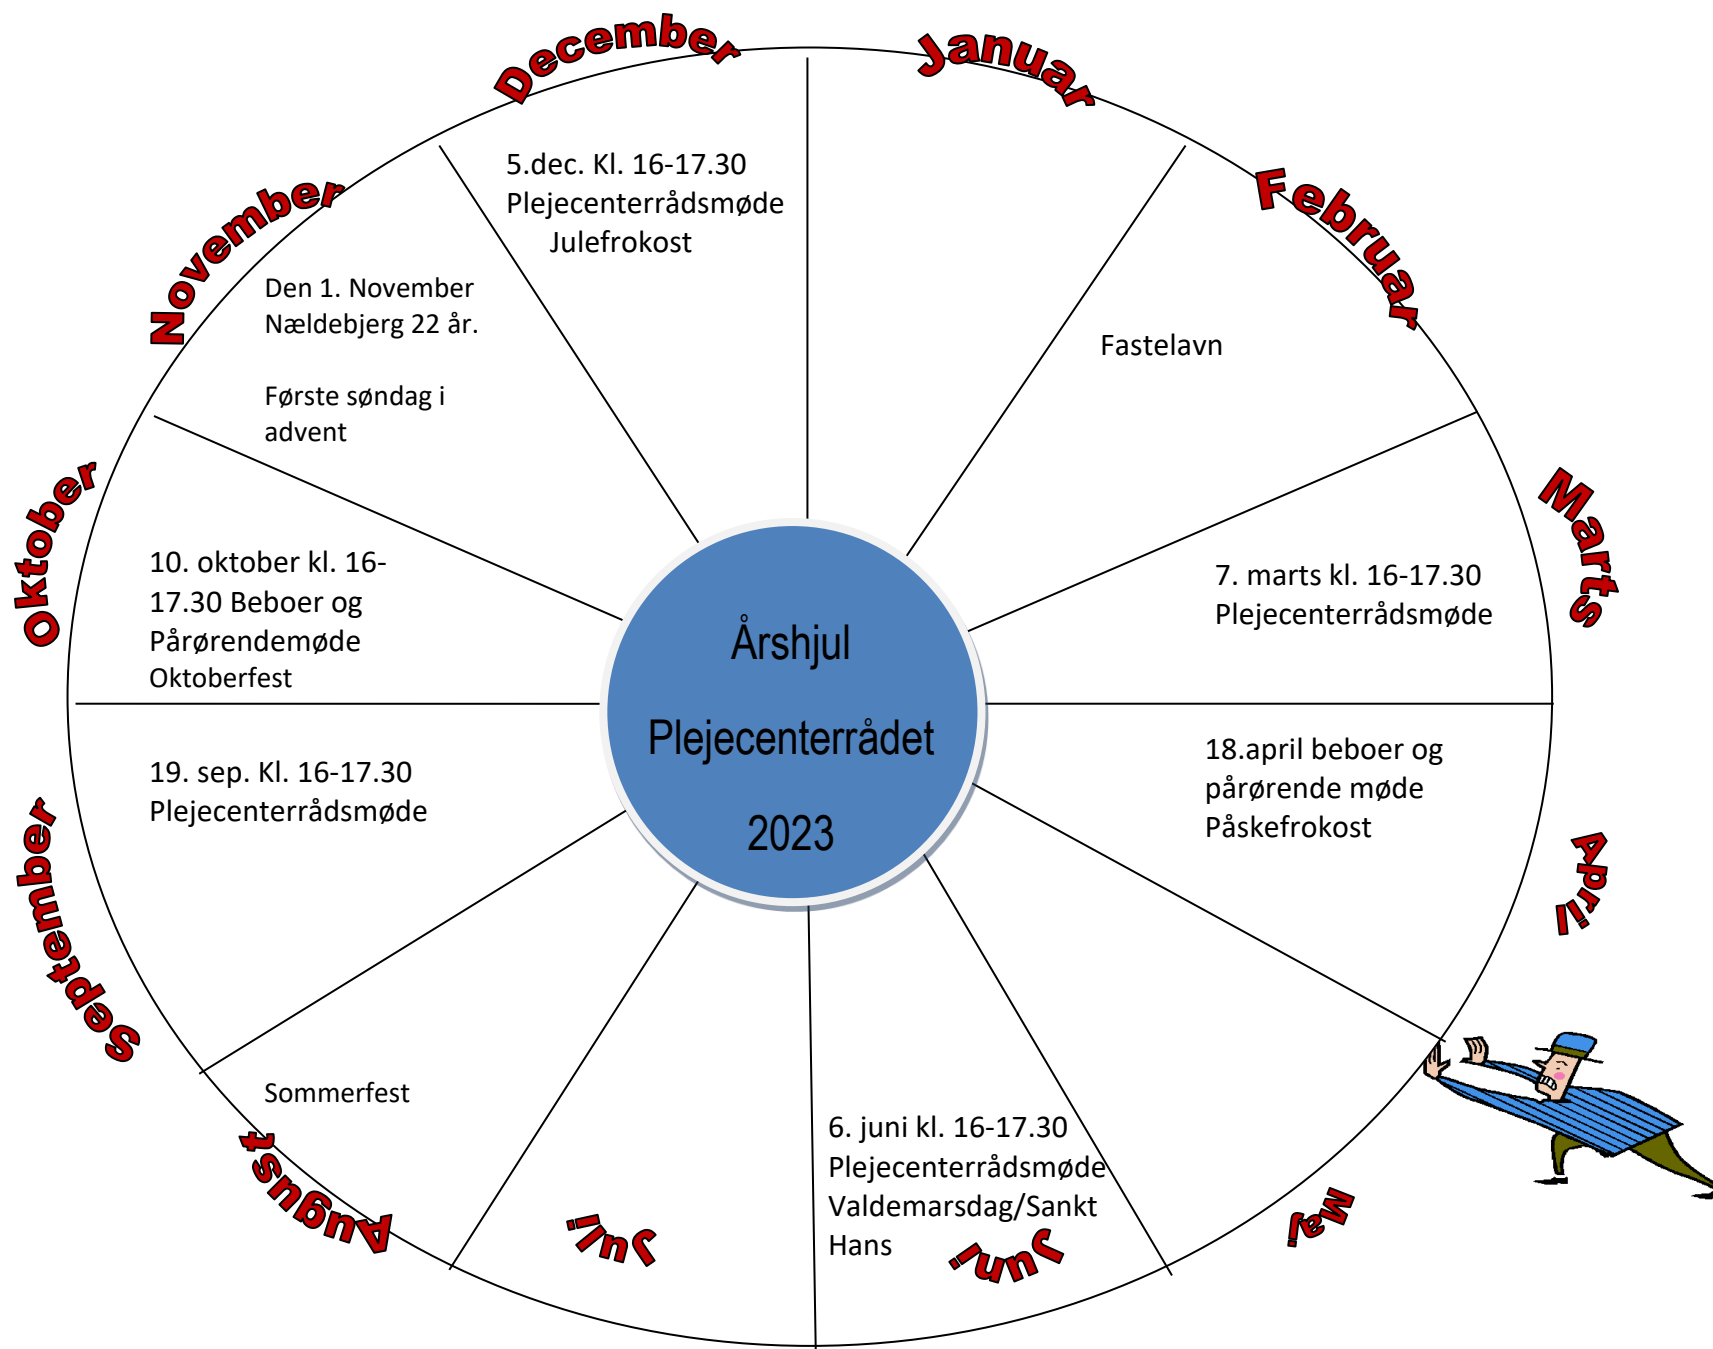 December
Januar
Februar
Marts
April
Maj
Juni
Juli
August
September
Oktober
November
5.dec. Kl. 16-17.30
Plejecenterrådsmøde
Julefrokost
Fastelavn
7. marts kl. 16-17.30
Plejecenterrådsmøde
18.april beboer og
pårørende møde
Påskefrokost
6. juni kl. 16-17.30
Plejecenterrådsmøde
Valdemarsdag/Sankt
Hans
Sommerfest
19. sep. Kl. 16-17.30
Plejecenterrådsmøde
10. oktober kl. 16-
17.30 Beboer og
Pårørendemøde
Oktoberfest
Den 1. November
Nældebjerg 22 år.
Første søndag i
advent
Årshjul
Plejecenterrådet
2023